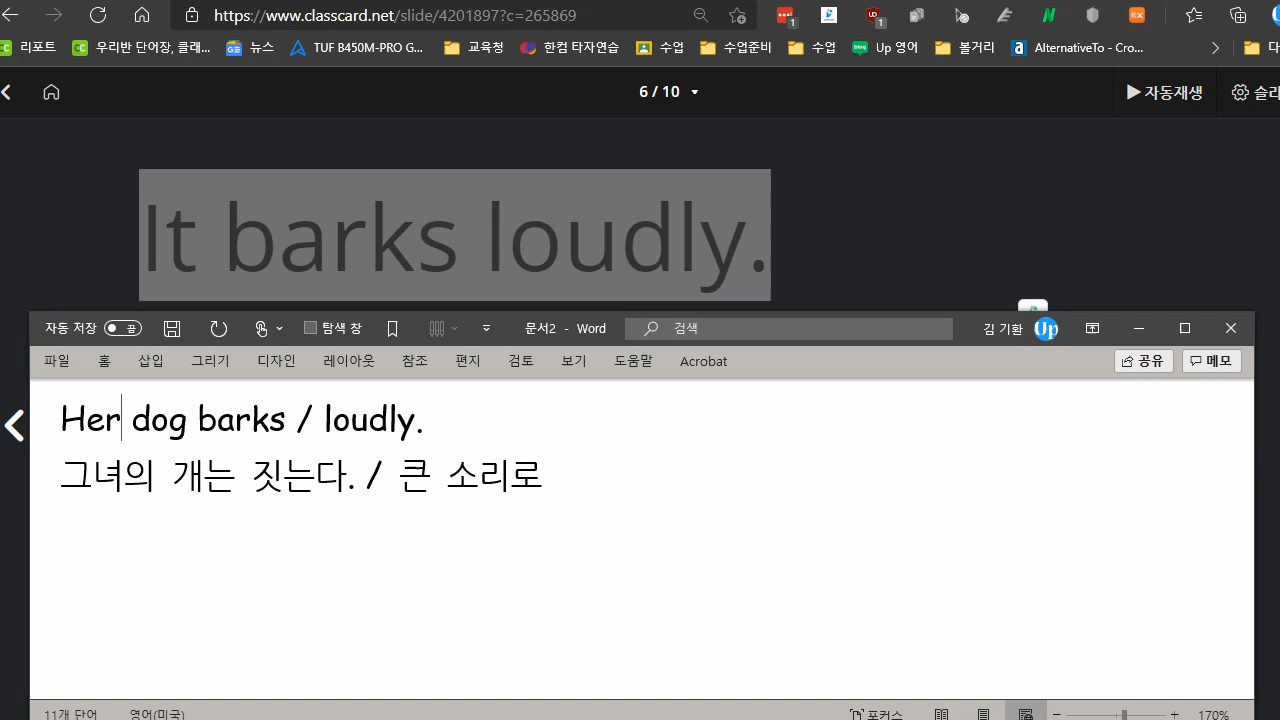 https://www.classcard.net/slide/4201897?c=265869
리포트 우리반 단어장, 클래... 뉴스 TUF B450M-PRO G... 교육청 한컴 타자연습 수업 수업준비 수업 Up 영어 볼거리 AlternativeTo - Cro...
6 / 10 자동재생
It barks loudly.
자동 저장 끔 탐색 창 문서2 - Word 검색 김 기환 Up
파일 홈 삽입 그리기 디자인 레이아웃 참조 편지 검토 보기 도움말 Acrobat 공유 메모
Her dog barks / loudly.
그녀의 개는 짓는다. / 큰 소리로
11개 단어 영어(미국) 포커스 170%